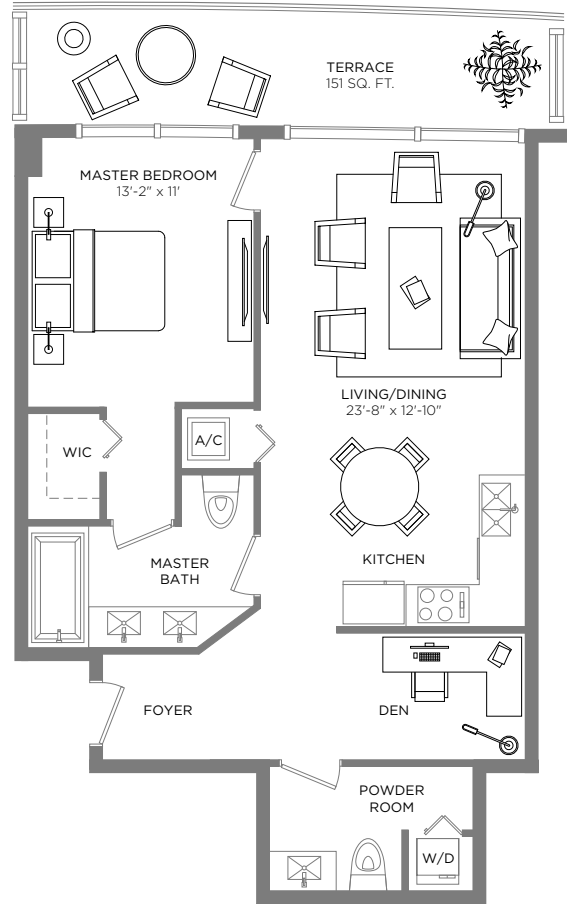 TERRACE
151 SQ. FT.
MASTER BEDROOM
13'-2" x 11'
LIVING/DINING
23'-8" x 12'-10"
A/C
WIC
KITCHEN
MASTER
BATH
FOYER
DEN
POWDER
ROOM
W/D